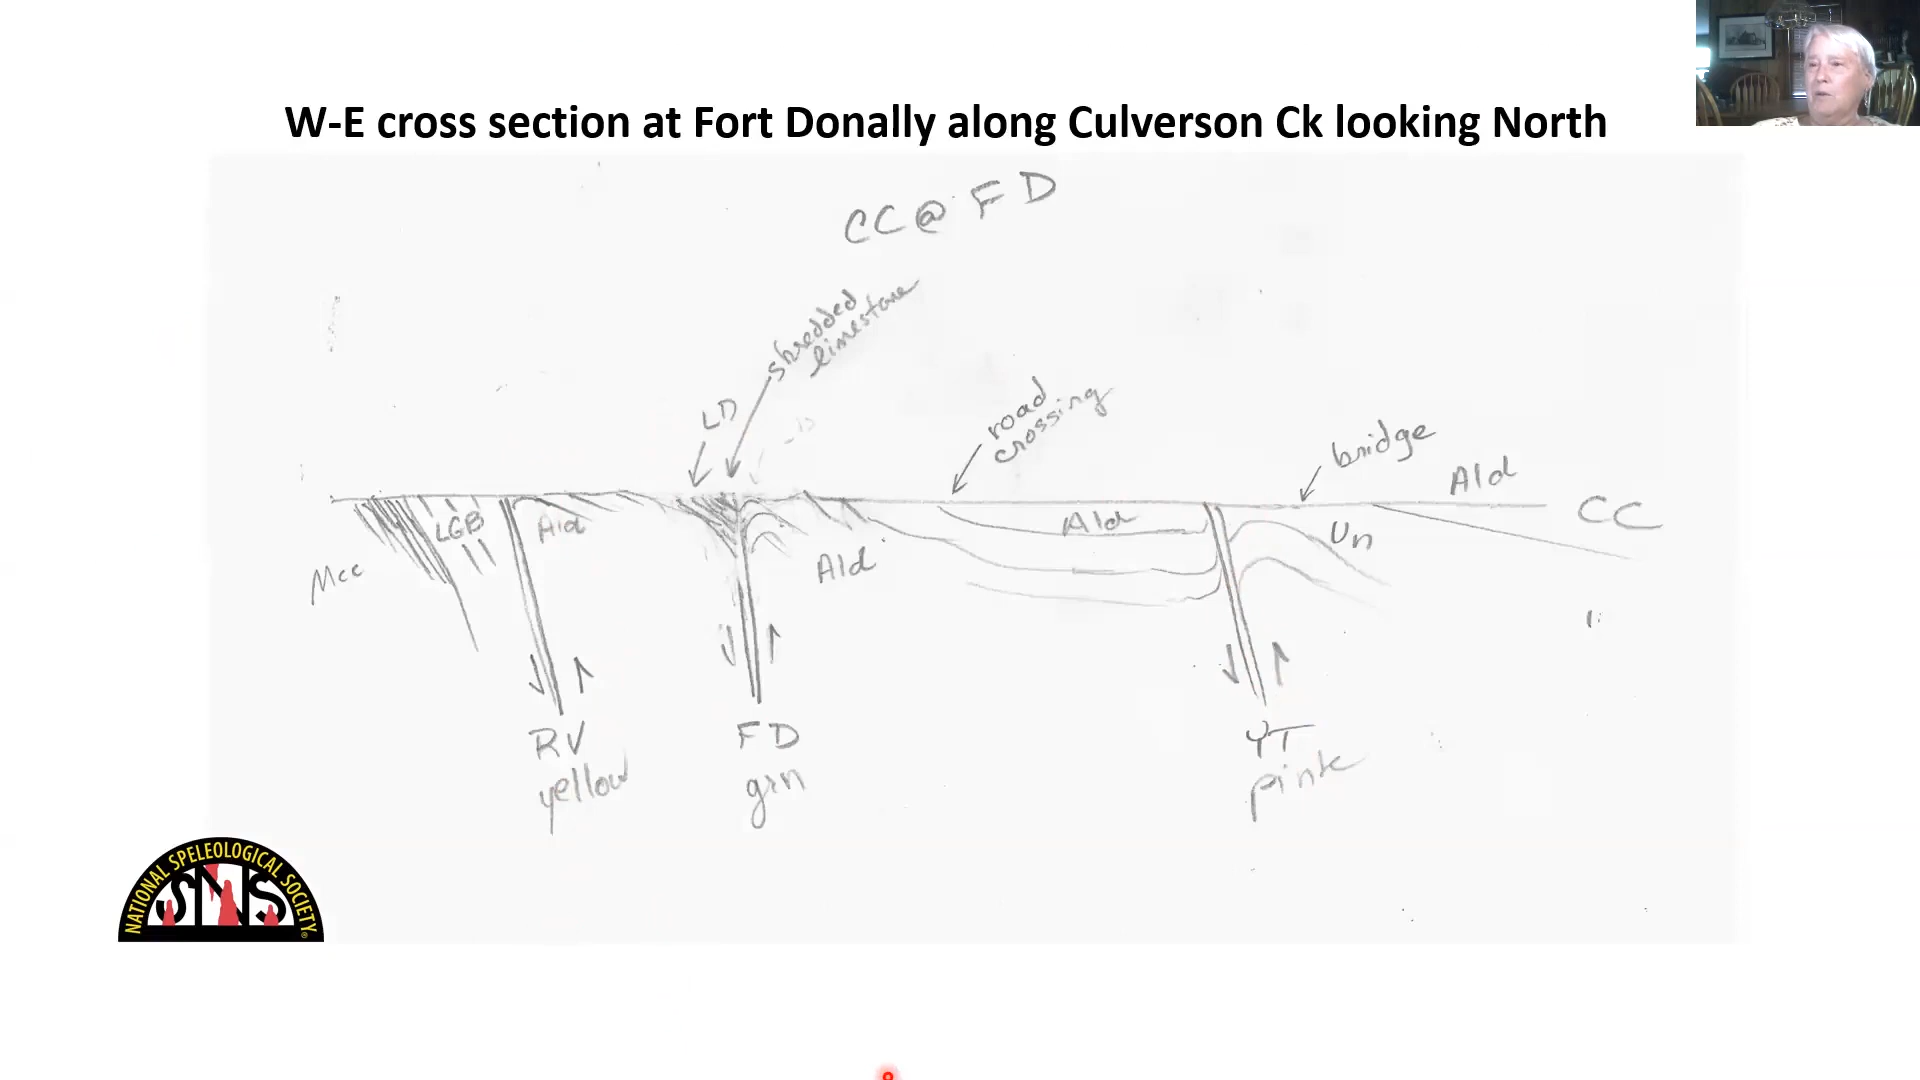 W-E cross section at Fort Donally along Culverson Ck looking North
CC@FD
shredded
limestone
LD
road
crossing
bridge
Ald
CC
Mcc
LGB
Ald
Ald
Ald
Un
RV
yellow
FD
grn
YT
pink
NATIONAL SPELEOLOGICAL SOCIETY
SNS